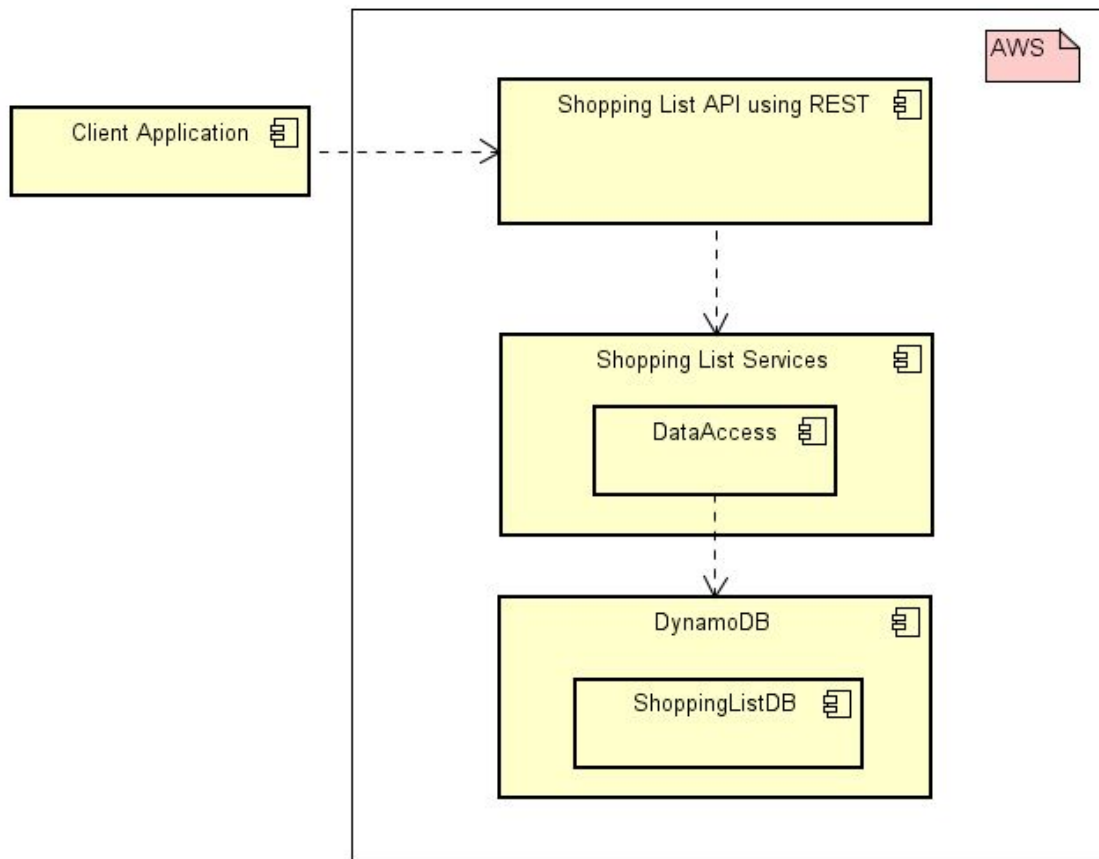 AWS
Client Application
Shopping List API using REST
Shopping List Services
DataAccess
DynamoDB
ShoppingListDB